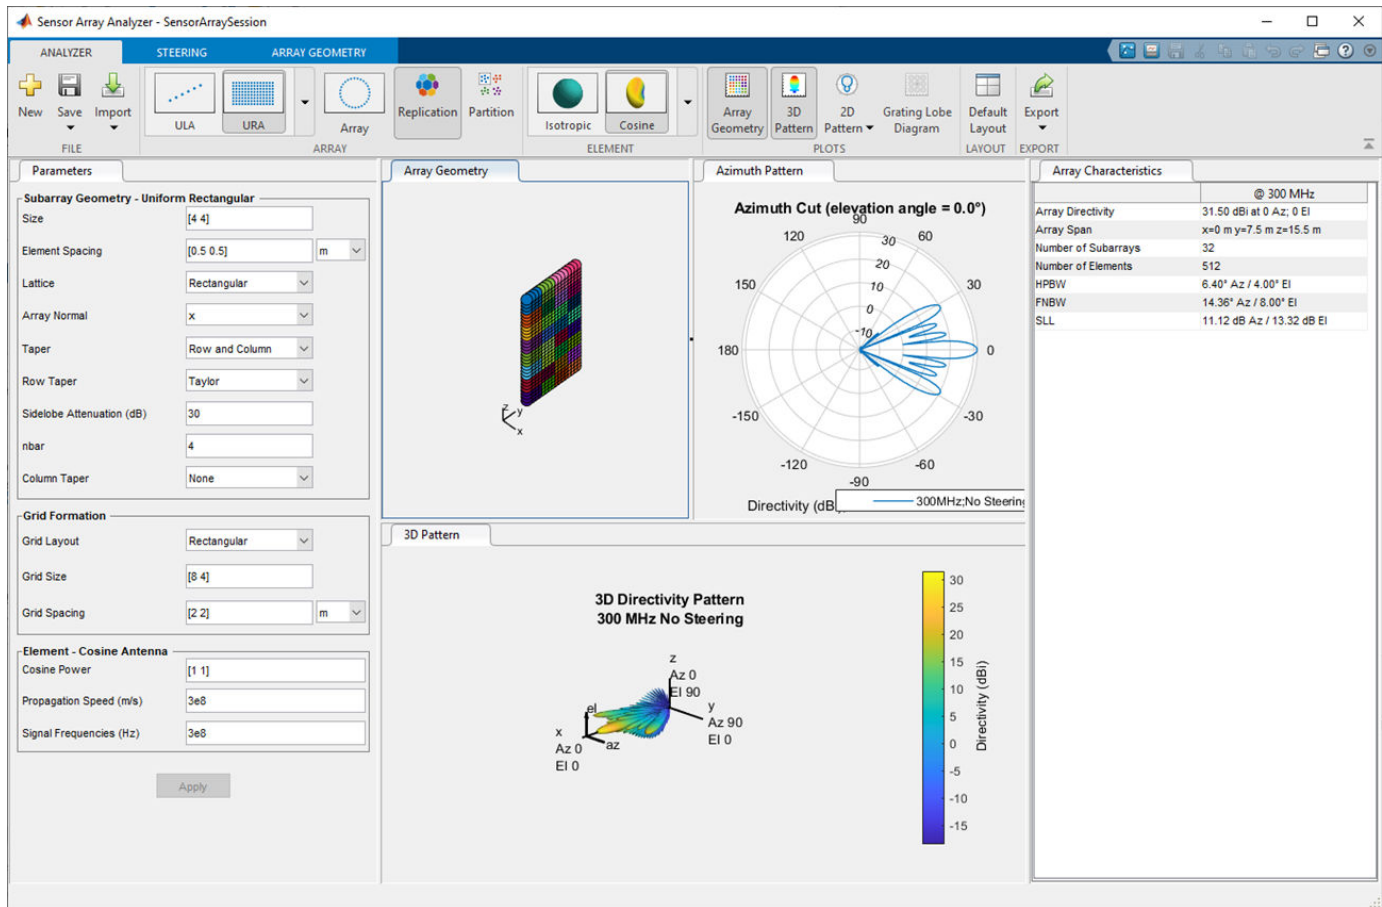 Sensor Array Analyzer - SensorArraySession
ANALYZER STEERING ARRAY GEOMETRY
New Save Import
FILE
ULA URA Array Replication Partition
ARRAY
Isotropic Cosine
ELEMENT
Array Geometry 3D Pattern 2D Pattern Grating Lobe Diagram
PLOTS
Default Layout
LAYOUT
Export
EXPORT
Parameters
Subarray Geometry - Uniform Rectangular
Size [4 4]
Element Spacing [0.5 0.5] m
Lattice Rectangular
Array Normal x
Taper Row and Column
Row Taper Taylor
Sidelobe Attenuation (dB) 30
nbar 4
Column Taper None
Grid Formation
Grid Layout Rectangular
Grid Size [8 4]
Grid Spacing [2 2] m
Element - Cosine Antenna
Cosine Power [1 1]
Propagation Speed (m/s) 3e8
Signal Frequencies (Hz) 3e8
Apply
Array Geometry
z y
x
Azimuth Pattern
Azimuth Cut (elevation angle = 0.0°)
90
120 30 60
20
150 10 30
0
-10
180 0
-150 -30
-120 -60
-90
Directivity (dB
300MHz;No Steering
3D Pattern
3D Directivity Pattern
300 MHz No Steering
z
Az 0
El 90
el
y
x
az
Az 90
Az 0
El 0
El 0
30
25
20
15
10
5
0
-5
-10
-15
Directivity (dBi)
Array Characteristics
@ 300 MHz
Array Directivity 31.50 dBi at 0 Az; 0 El
Array Span x=0 m y=7.5 m z=15.5 m
Number of Subarrays 32
Number of Elements 512
HPBW 6.40° Az / 4.00° El
FNBW 14.36° Az / 8.00° El
SLL 11.12 dB Az / 13.32 dB El